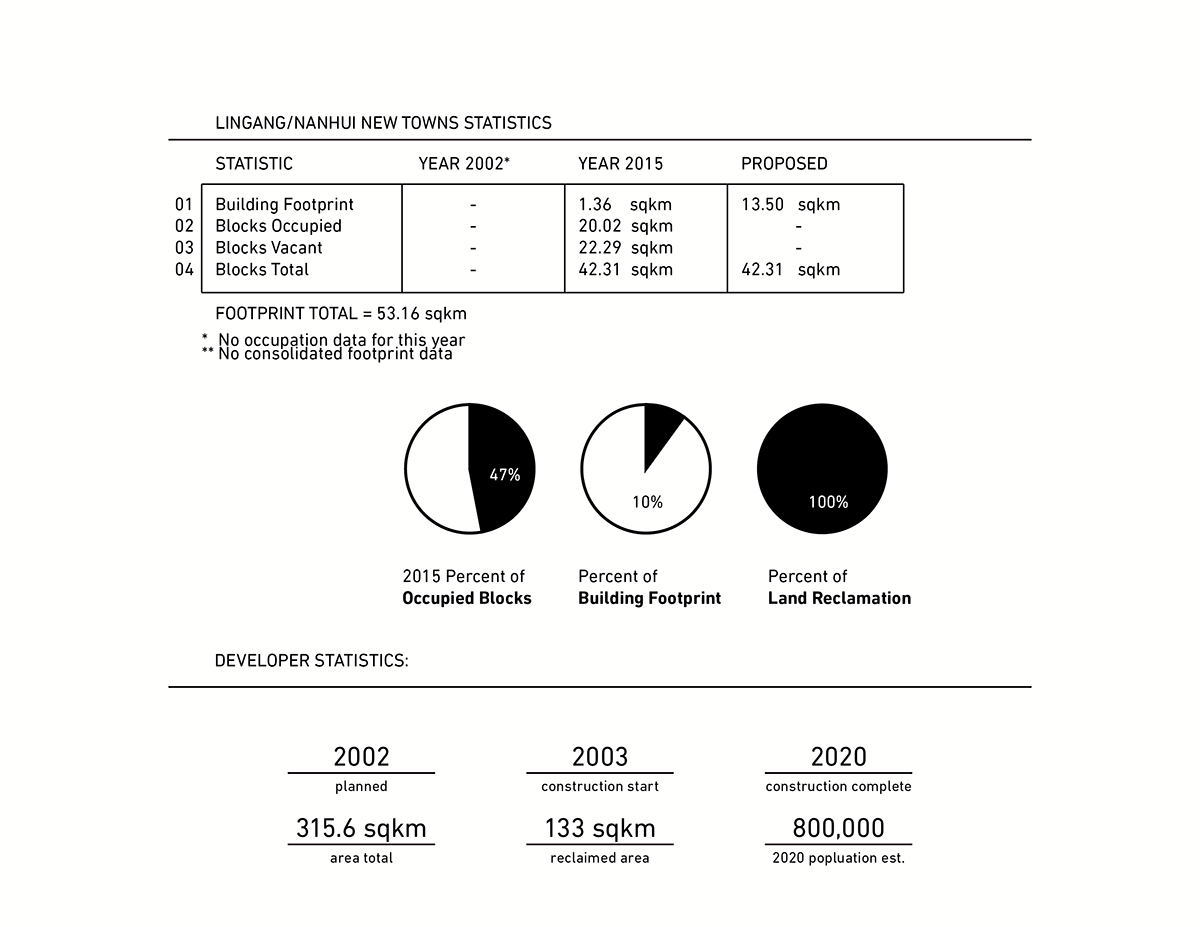 LINGANG/NANHUI NEW TOWNS STATISTICS
STATISTIC YEAR 2002* YEAR 2015 PROPOSED
01 Building Footprint - 1.36 sqkm 13.50 sqkm
02 Blocks Occupied - 20.02 sqkm -
03 Blocks Vacant - 22.29 sqkm -
04 Blocks Total - 42.31 sqkm 42.31 sqkm
FOOTPRINT TOTAL = 53.16 sqkm
* No occupation data for this year
** No consolidated footprint data
47% 10% 100%
2015 Percent of Percent of Percent of
Occupied Blocks Building Footprint Land Reclamation
DEVELOPER STATISTICS:
2002 2003 2020
planned construction start construction complete
315.6 sqkm 133 sqkm 800,000
area total reclaimed area 2020 popluation est.